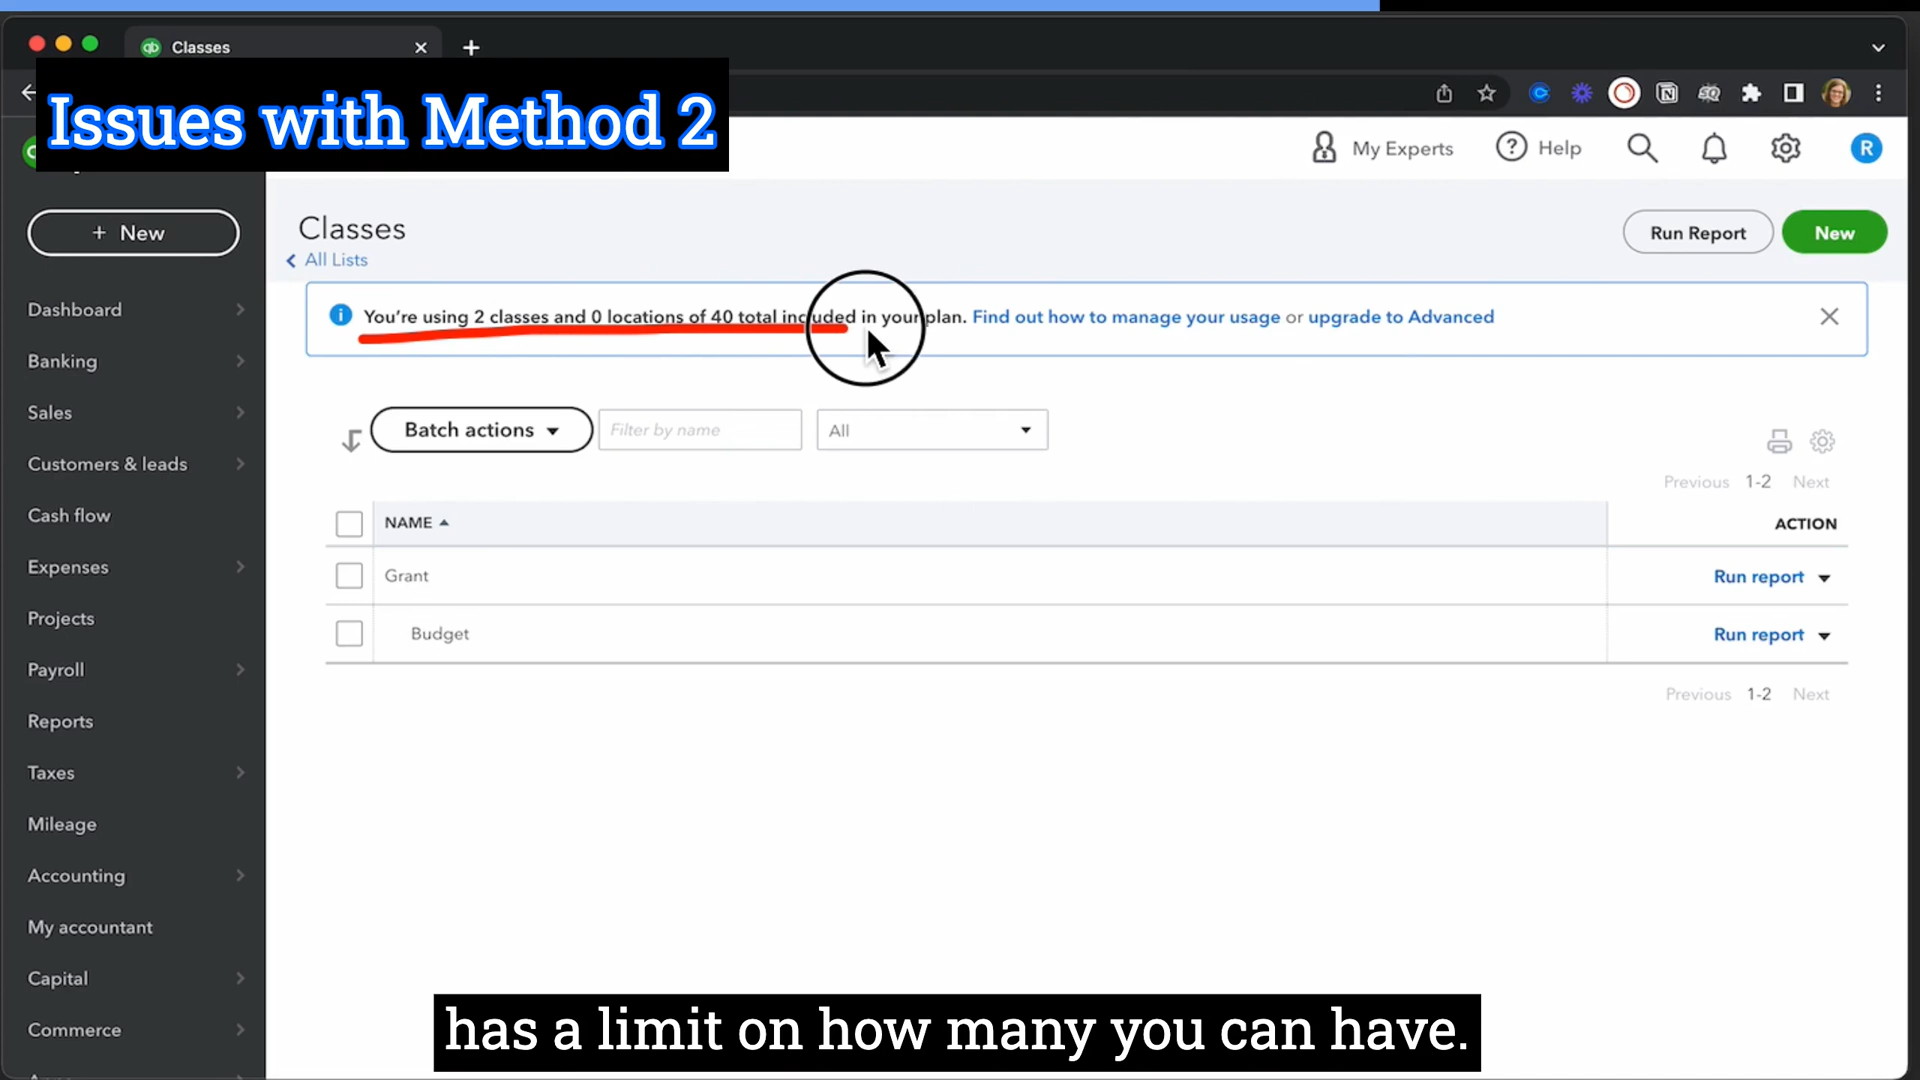 Classes
Issues with Method 2
My Experts
Help
R
+ New
Classes
All Lists
Run Report
New
You're using 2 classes and 0 locations of 40 total included in your plan. Find out how to manage your usage or upgrade to Advanced
Dashboard
Banking
Sales
Customers & leads
Cash flow
Expenses
Projects
Payroll
Reports
Taxes
Mileage
Accounting
My accountant
Capital
Commerce
Batch actions
Filter by name
All
Previous 1-2 Next
NAME
ACTION
Grant
Run report
Budget
Run report
Previous 1-2 Next
has a limit on how many you can have.